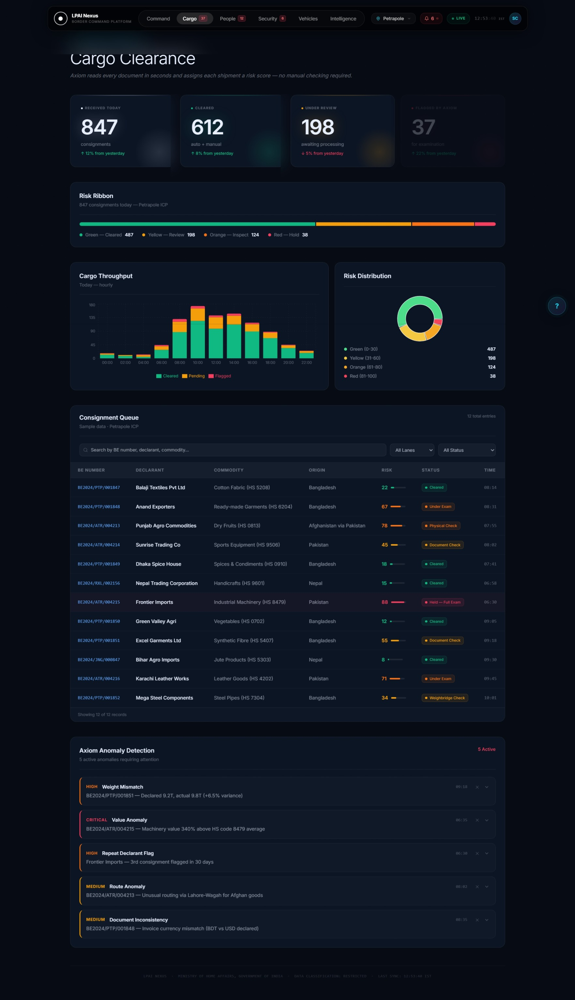 LPAI Nexus
BORDER COMMAND PLATFORM
Command
Cargo 37
People 12
Security 6
Vehicles
Intelligence
Petrapole
6
LIVE
12:53:40 IST
SC
Cargo Clearance
Axiom reads every document in seconds and assigns each shipment a risk score — no manual checking required.
RECEIVED TODAY
847
consignments
↑ 12% from yesterday
CLEARED
612
auto + manual
↑ 8% from yesterday
UNDER REVIEW
198
awaiting processing
↓ 5% from yesterday
FLAGGED BY AXIOM
37
for examination
↑ 22% from yesterday
Risk Ribbon
847 consignments today — Petrapole ICP
Green — Cleared 487 Yellow — Review 198 Orange — Inspect 124 Red — Hold 38
Cargo Throughput
Today — hourly
180
135
90
45
0
00:00 02:00 04:00 06:00 08:00 10:00 12:00 14:00 16:00 18:00 20:00 22:00
Cleared Pending Flagged
Risk Distribution
Green (0-30) 487
Yellow (31-60) 198
Orange (61-80) 124
Red (81-100) 38
?
Consignment Queue
12 total entries
Sample data · Petrapole ICP
Search by BE number, declarant, commodity... All Lanes All Status
BE NUMBER DECLARANT COMMODITY ORIGIN RISK STATUS TIME
BE2024/PTP/001847 Balaji Textiles Pvt Ltd Cotton Fabric (HS 5208) Bangladesh 22 Cleared 08:14
BE2024/PTP/001848 Anand Exporters Ready-made Garments (HS 6204) Bangladesh 67 Under Exam 08:31
BE2024/ATR/004213 Punjab Agro Commodities Dry Fruits (HS 0813) Afghanistan via Pakistan 78 Physical Check 07:55
BE2024/ATR/004214 Sunrise Trading Co Sports Equipment (HS 9506) Pakistan 45 Document Check 08:02
BE2024/PTP/001849 Dhaka Spice House Spices & Condiments (HS 0910) Bangladesh 18 Cleared 07:41
BE2024/RXL/002156 Nepal Trading Corporation Handicrafts (HS 9601) Nepal 15 Cleared 06:58
BE2024/ATR/004215 Frontier Imports Industrial Machinery (HS 8479) Pakistan 88 Held — Full Exam 06:30
BE2024/PTP/001850 Green Valley Agri Vegetables (HS 0702) Bangladesh 12 Cleared 09:05
BE2024/PTP/001851 Excel Garments Ltd Synthetic Fibre (HS 5407) Bangladesh 55 Document Check 09:18
BE2024/JNG/000847 Bihar Agro Imports Jute Products (HS 5303) Nepal 8 Cleared 09:30
BE2024/ATR/004216 Karachi Leather Works Leather Goods (HS 4202) Pakistan 71 Under Exam 09:45
BE2024/PTP/001852 Mega Steel Components Steel Pipes (HS 7304) Bangladesh 34 Weighbridge Check 10:01
Showing 12 of 12 records
Axiom Anomaly Detection
5 Active
5 active anomalies requiring attention
HIGH Weight Mismatch 09:18
BE2024/PTP/001851 — Declared 9.2T, actual 9.8T (+6.5% variance)
CRITICAL Value Anomaly 06:35
BE2024/ATR/004215 — Machinery value 340% above HS code 8479 average
HIGH Repeat Declarant Flag 06:30
Frontier Imports — 3rd consignment flagged in 30 days
MEDIUM Route Anomaly 08:02
BE2024/ATR/004213 — Unusual routing via Lahore-Wagah for Afghan goods
MEDIUM Document Inconsistency 08:35
BE2024/PTP/001848 — Invoice currency mismatch (BDT vs USD declared)
LPAI NEXUS · MINISTRY OF HOME AFFAIRS, GOVERNMENT OF INDIA · DATA CLASSIFICATION: RESTRICTED · LAST SYNC: 12:53:40 IST